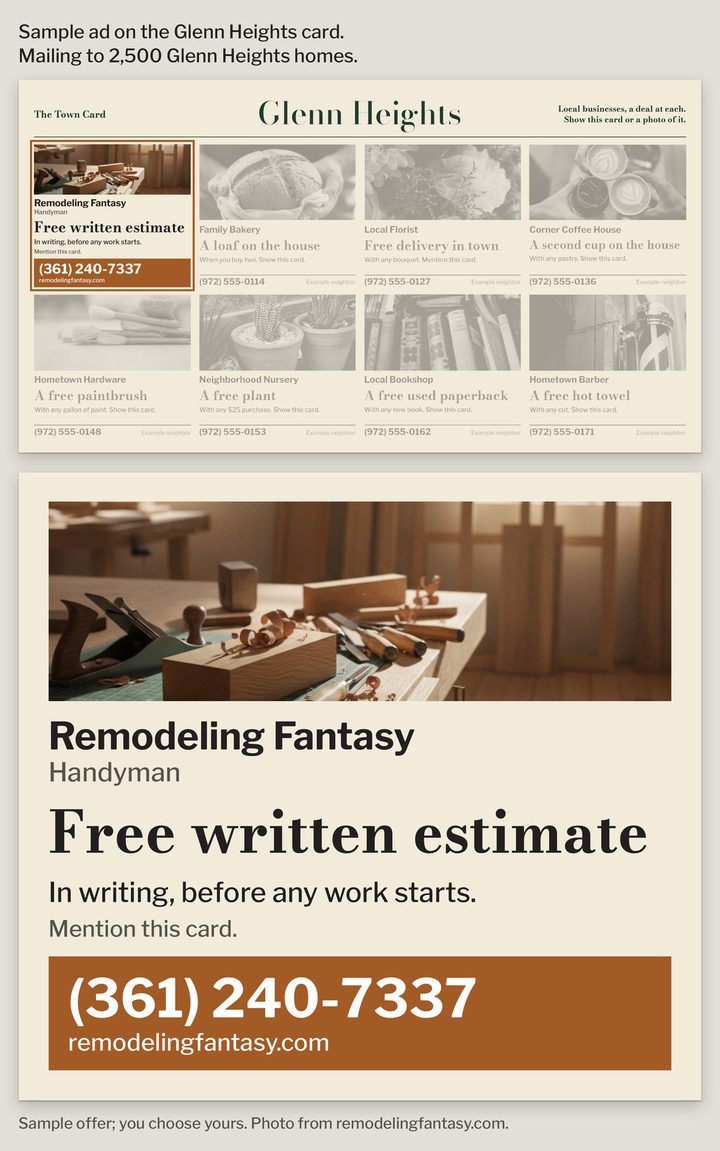 Sample ad on the Glenn Heights card.
Mailing to 2,500 Glenn Heights homes.
The Town Card
Glenn Heights
Local businesses, a deal at each.
Show this card or a photo of it.
Remodeling Fantasy
Handyman
Free written estimate
In writing, before any work starts.
Mention this card.
(361) 240-7337
remodelingfantasy.com
Family Bakery
A loaf on the house
When you buy two. Show this card.
(972) 555-0114
Example neighbor
Local Florist
Free delivery in town
With any bouquet. Mention this card.
(972) 555-0127
Example neighbor
Corner Coffee House
A second cup on the house
With any pastry. Show this card.
(972) 555-0136
Example neighbor
Hometown Hardware
A free paintbrush
With any gallon of paint. Show this card.
(972) 555-0148
Example neighbor
Neighborhood Nursery
A free plant
With any $25 purchase. Show this card.
(972) 555-0153
Example neighbor
Local Bookshop
A free used paperback
With any new book. Show this card.
(972) 555-0162
Example neighbor
Hometown Barber
A free hot towel
With any cut. Show this card.
(972) 555-0171
Example neighbor
Remodeling Fantasy
Handyman
Free written estimate
In writing, before any work starts.
Mention this card.
(361) 240-7337
remodelingfantasy.com
Sample offer; you choose yours. Photo from remodelingfantasy.com.